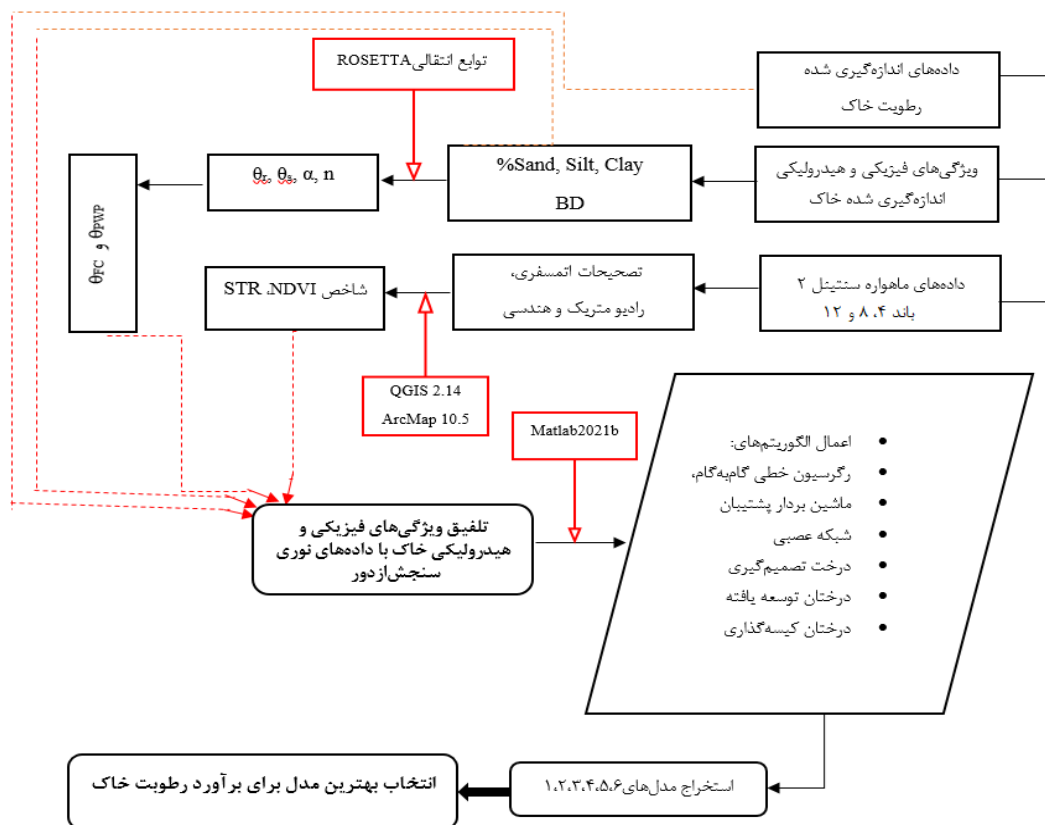 توابع انتقالی ROSETTA
داده‌های اندازه‌گیری شده
رطویت خاک
ویژگی‌های فیزیکی و هیدرولیکی
اندازه‌گیری شده خاک
%Sand, Silt, Clay
BD
θr, θs, α, n
θFC و θPWP
داده‌های ماهواره سنتینل ۲
باند ۴، ۸ و ۱۲
تصحیحات اتمسفری،
رادیو متریک و هندسی
شاخص STR ،NDVI
QGIS 2.14
ArcMap 10.5
Matlab2021b
تلفیق ویژگی‌های فیزیکی و
هیدرولیکی خاک با داده‌های نوری
سنجش‌ازدور
• اعمال الگوریتم‌های:
• رگرسیون خطی گام‌به‌گام،
• ماشین بردار پشتیبان
• شبکه عصبی
• درخت تصمیم‌گیری
• درختان توسعه یافته
• درختان کیسه‌گذاری
استخراج مدل‌های۱،۲،۳،۴،۵،۶
انتخاب بهترین مدل برای برآورد رطوبت خاک